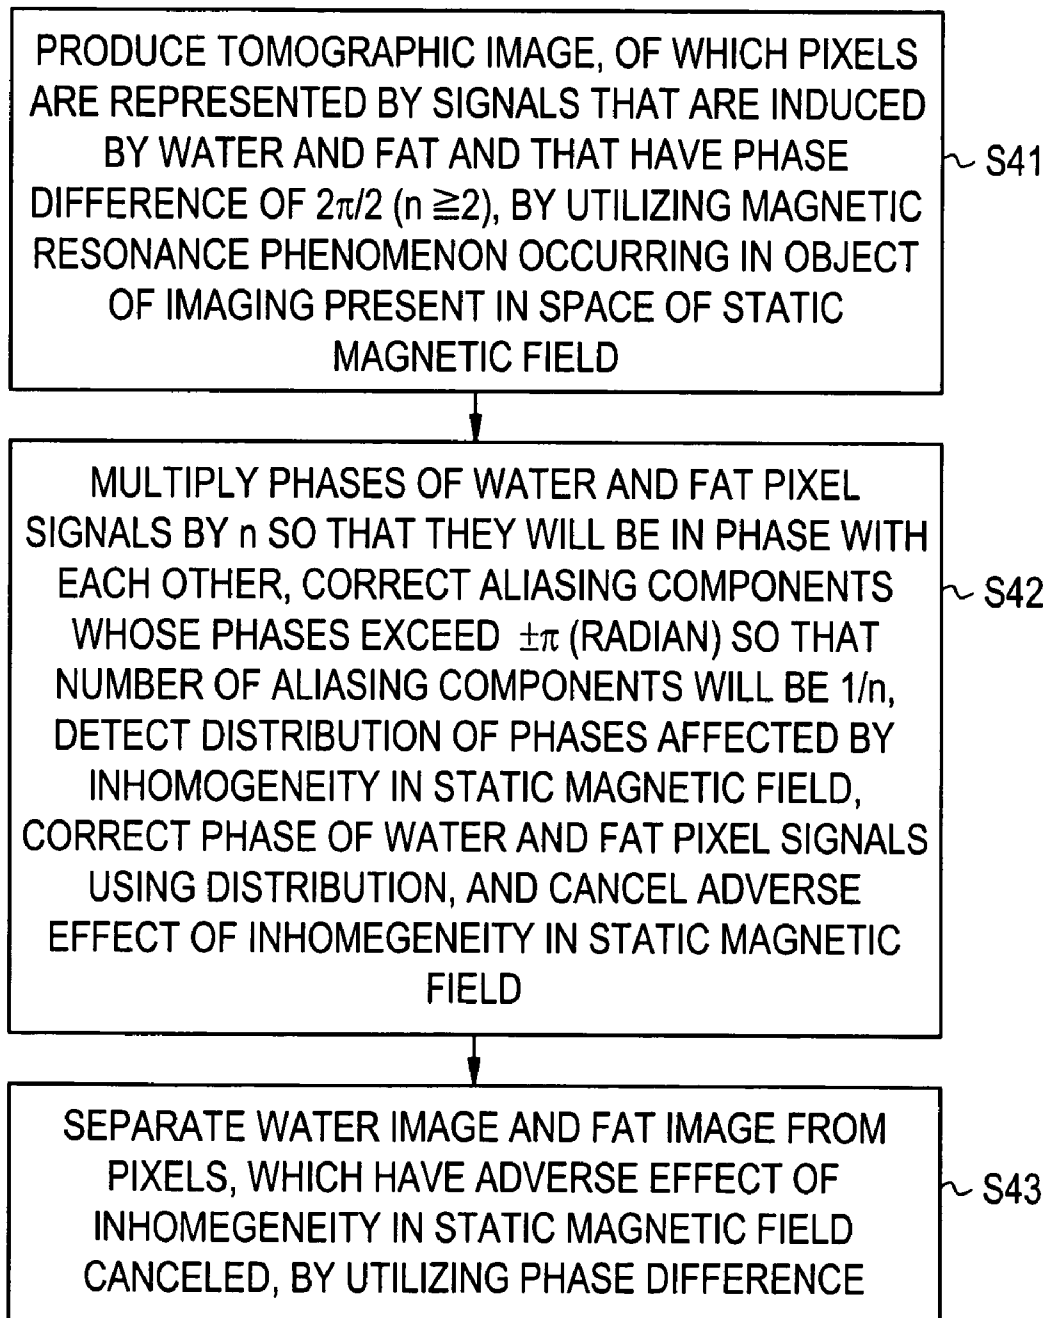 PRODUCE TOMOGRAPHIC IMAGE, OF WHICH PIXELS
ARE REPRESENTED BY SIGNALS THAT ARE INDUCED
BY WATER AND FAT AND THAT HAVE PHASE
DIFFERENCE OF 2π/2 (n ≧2), BY UTILIZING MAGNETIC
RESONANCE PHENOMENON OCCURRING IN OBJECT
OF IMAGING PRESENT IN SPACE OF STATIC
MAGNETIC FIELD
S41
MULTIPLY PHASES OF WATER AND FAT PIXEL
SIGNALS BY n SO THAT THEY WILL BE IN PHASE WITH
EACH OTHER, CORRECT ALIASING COMPONENTS
WHOSE PHASES EXCEED ±π (RADIAN) SO THAT
NUMBER OF ALIASING COMPONENTS WILL BE 1/n,
DETECT DISTRIBUTION OF PHASES AFFECTED BY
INHOMOGENEITY IN STATIC MAGNETIC FIELD,
CORRECT PHASE OF WATER AND FAT PIXEL SIGNALS
USING DISTRIBUTION, AND CANCEL ADVERSE
EFFECT OF INHOMEGENEITY IN STATIC MAGNETIC
FIELD
S42
SEPARATE WATER IMAGE AND FAT IMAGE FROM
PIXELS, WHICH HAVE ADVERSE EFFECT OF
INHOMEGENEITY IN STATIC MAGNETIC FIELD
CANCELED, BY UTILIZING PHASE DIFFERENCE
S43